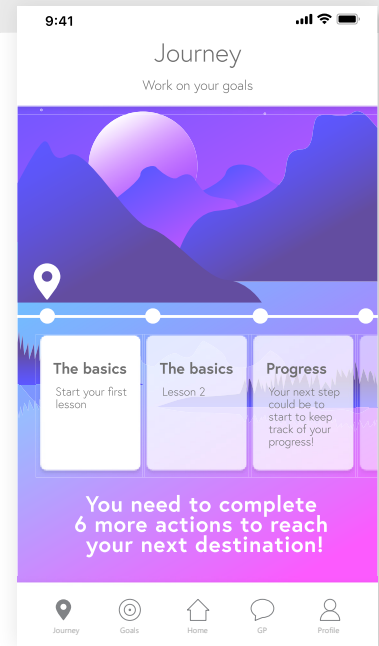 9:41
Journey
Work on your goals
The basics
Start your first
lesson
The basics
Lesson 2
Progress
Your next step
could be to
start to keep
track of your
progress!
You need to complete
6 more actions to reach
your next destination!
Journey
Goals
Home
GP
Profile